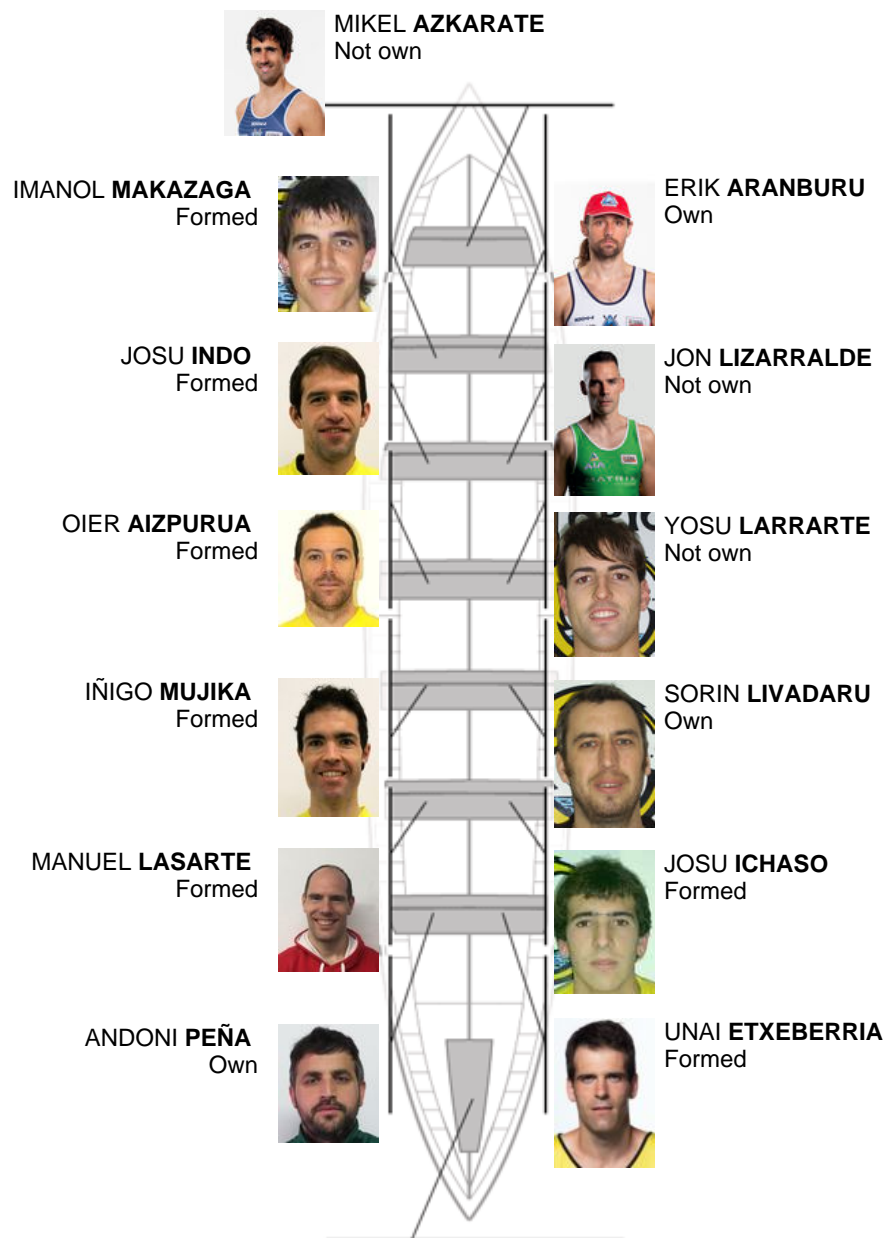 MIKEL AZKARATE
Not own
IMANOL MAKAZAGA
Formed
ERIK ARANBURU
Own
JOSU INDO
Formed
JON LIZARRALDE
Not own
OIER AIZPURUA
Formed
YOSU LARRARTE
Not own
IÑIGO MUJIKA
Formed
SORIN LIVADARU
Own
MANUEL LASARTE
Formed
JOSU ICHASO
Formed
ANDONI PEÑA
Own
UNAI ETXEBERRIA
Formed